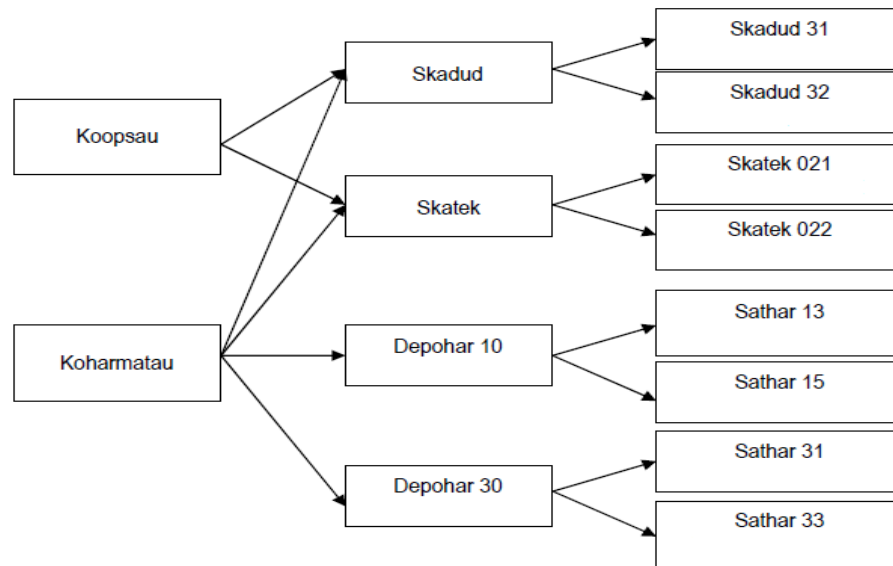 Koopsau
Koharmatau
Skadud
Skatek
Depohar 10
Depohar 30
Skadud 31
Skadud 32
Skatek 021
Skatek 022
Sathar 13
Sathar 15
Sathar 31
Sathar 33